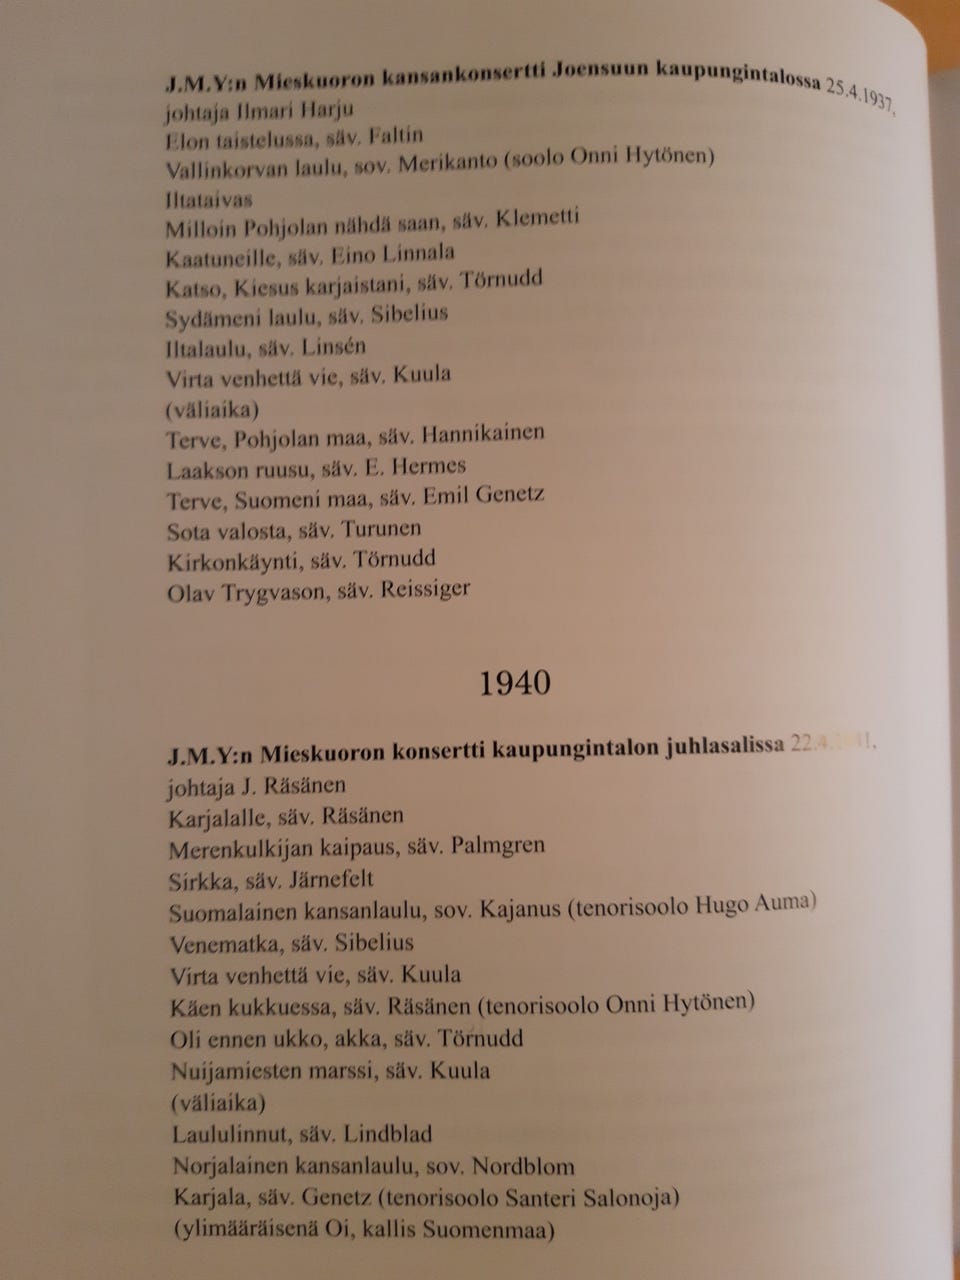 J.M.Y:n Mieskuoron kansankonsertti Joensuun kaupungintalossa 25.4.1937,
johtaja Ilmari Harju
Elon taistelussa, säv. Faltin
Vallinkorvan laulu, sov. Merikanto (soolo Onni Hytönen)
Iltataivas
Milloin Pohjolan nähdä saan, säv. Klemetti
Kaatuneille, säv. Eino Linnala
Katso, Kiesus karjaistani, säv. Törnudd
Sydämeni laulu, säv. Sibelius
Iltalaulu, säv. Linsén
Virta venhettä vie, säv. Kuula
(väliaika)
Terve, Pohjolan maa, säv. Hannikainen
Laakson ruusu, säv. E. Hermes
Terve, Suomeni maa, säv. Emil Genetz
Sota valosta, säv. Turunen
Kirkonkäynti, säv. Törnudd
Olav Trygvason, säv. Reissiger
1940
J.M.Y:n Mieskuoron konsertti kaupungintalon juhlasalissa
johtaja J. Räsänen
Karjalalle, säv. Räsänen
Merenkulkijan kaipaus, säv. Palmgren
Sirkka, säv. Järnefelt
Suomalainen kansanlaulu, sov. Kajanus (tenorisoolo Hugo Auma)
Venematka, säv. Sibelius
Virta venhettä vie, säv. Kuula
Käen kukkuessa, säv. Räsänen (tenorisoolo Onni Hytönen)
Oli ennen ukko, akka, säv. Törnudd
Nuijamiesten marssi, säv. Kuula
(väliaika)
Laululinnut, säv. Lindblad
Norjalainen kansanlaulu, sov. Nordblom
Karjala, säv. Genetz (tenorisoolo Santeri Salonoja)
(ylimääräisenä Oi, kallis Suomenmaa)